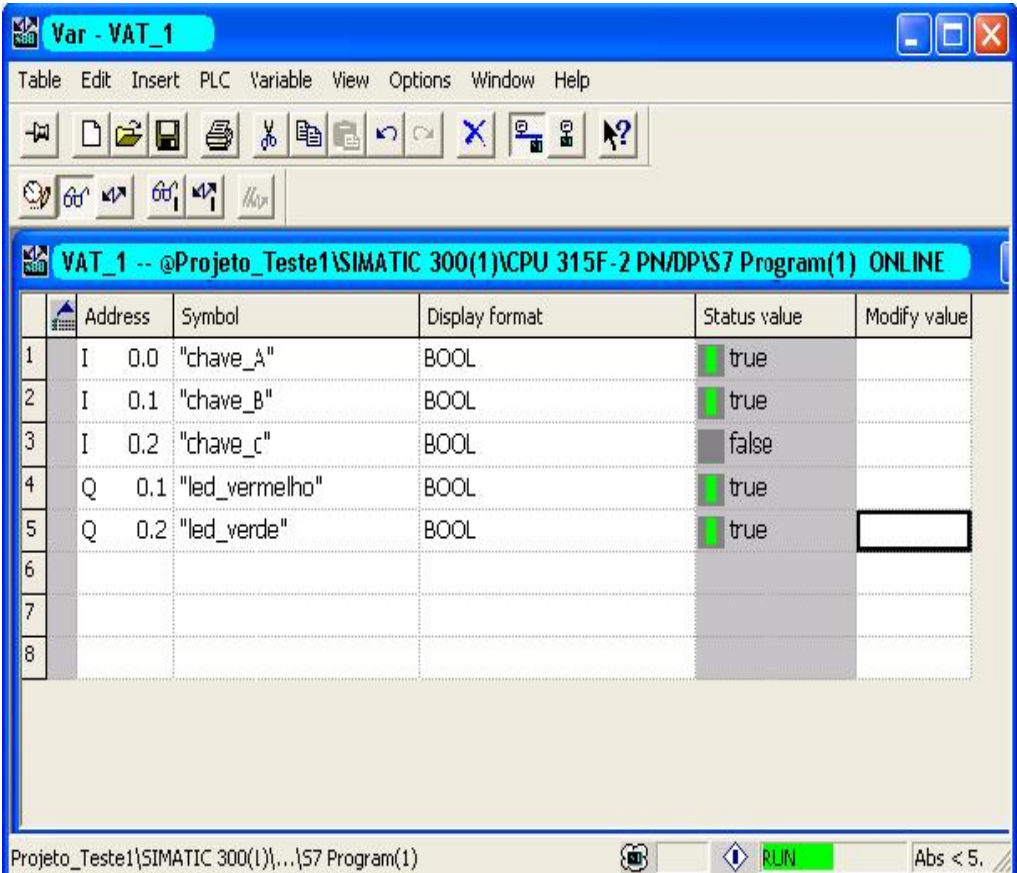 Var - VAT_1
Table Edit Insert PLC Variable View Options Window Help
VAT_1 -- @Projeto_Teste1\SIMATIC 300(1)\CPU 315F-2 PN/DP\S7 Program(1) ONLINE
Address Symbol Display format Status value Modify value
1 I 0.0 "chave_A" BOOL true
2 I 0.1 "chave_B" BOOL true
3 I 0.2 "chave_c" BOOL false
4 Q 0.1 "led_vermelho" BOOL true
5 Q 0.2 "led_verde" BOOL true
6
7
8
Projeto_Teste1\SIMATIC 300(1)\...\S7 Program(1) RUN Abs < 5.